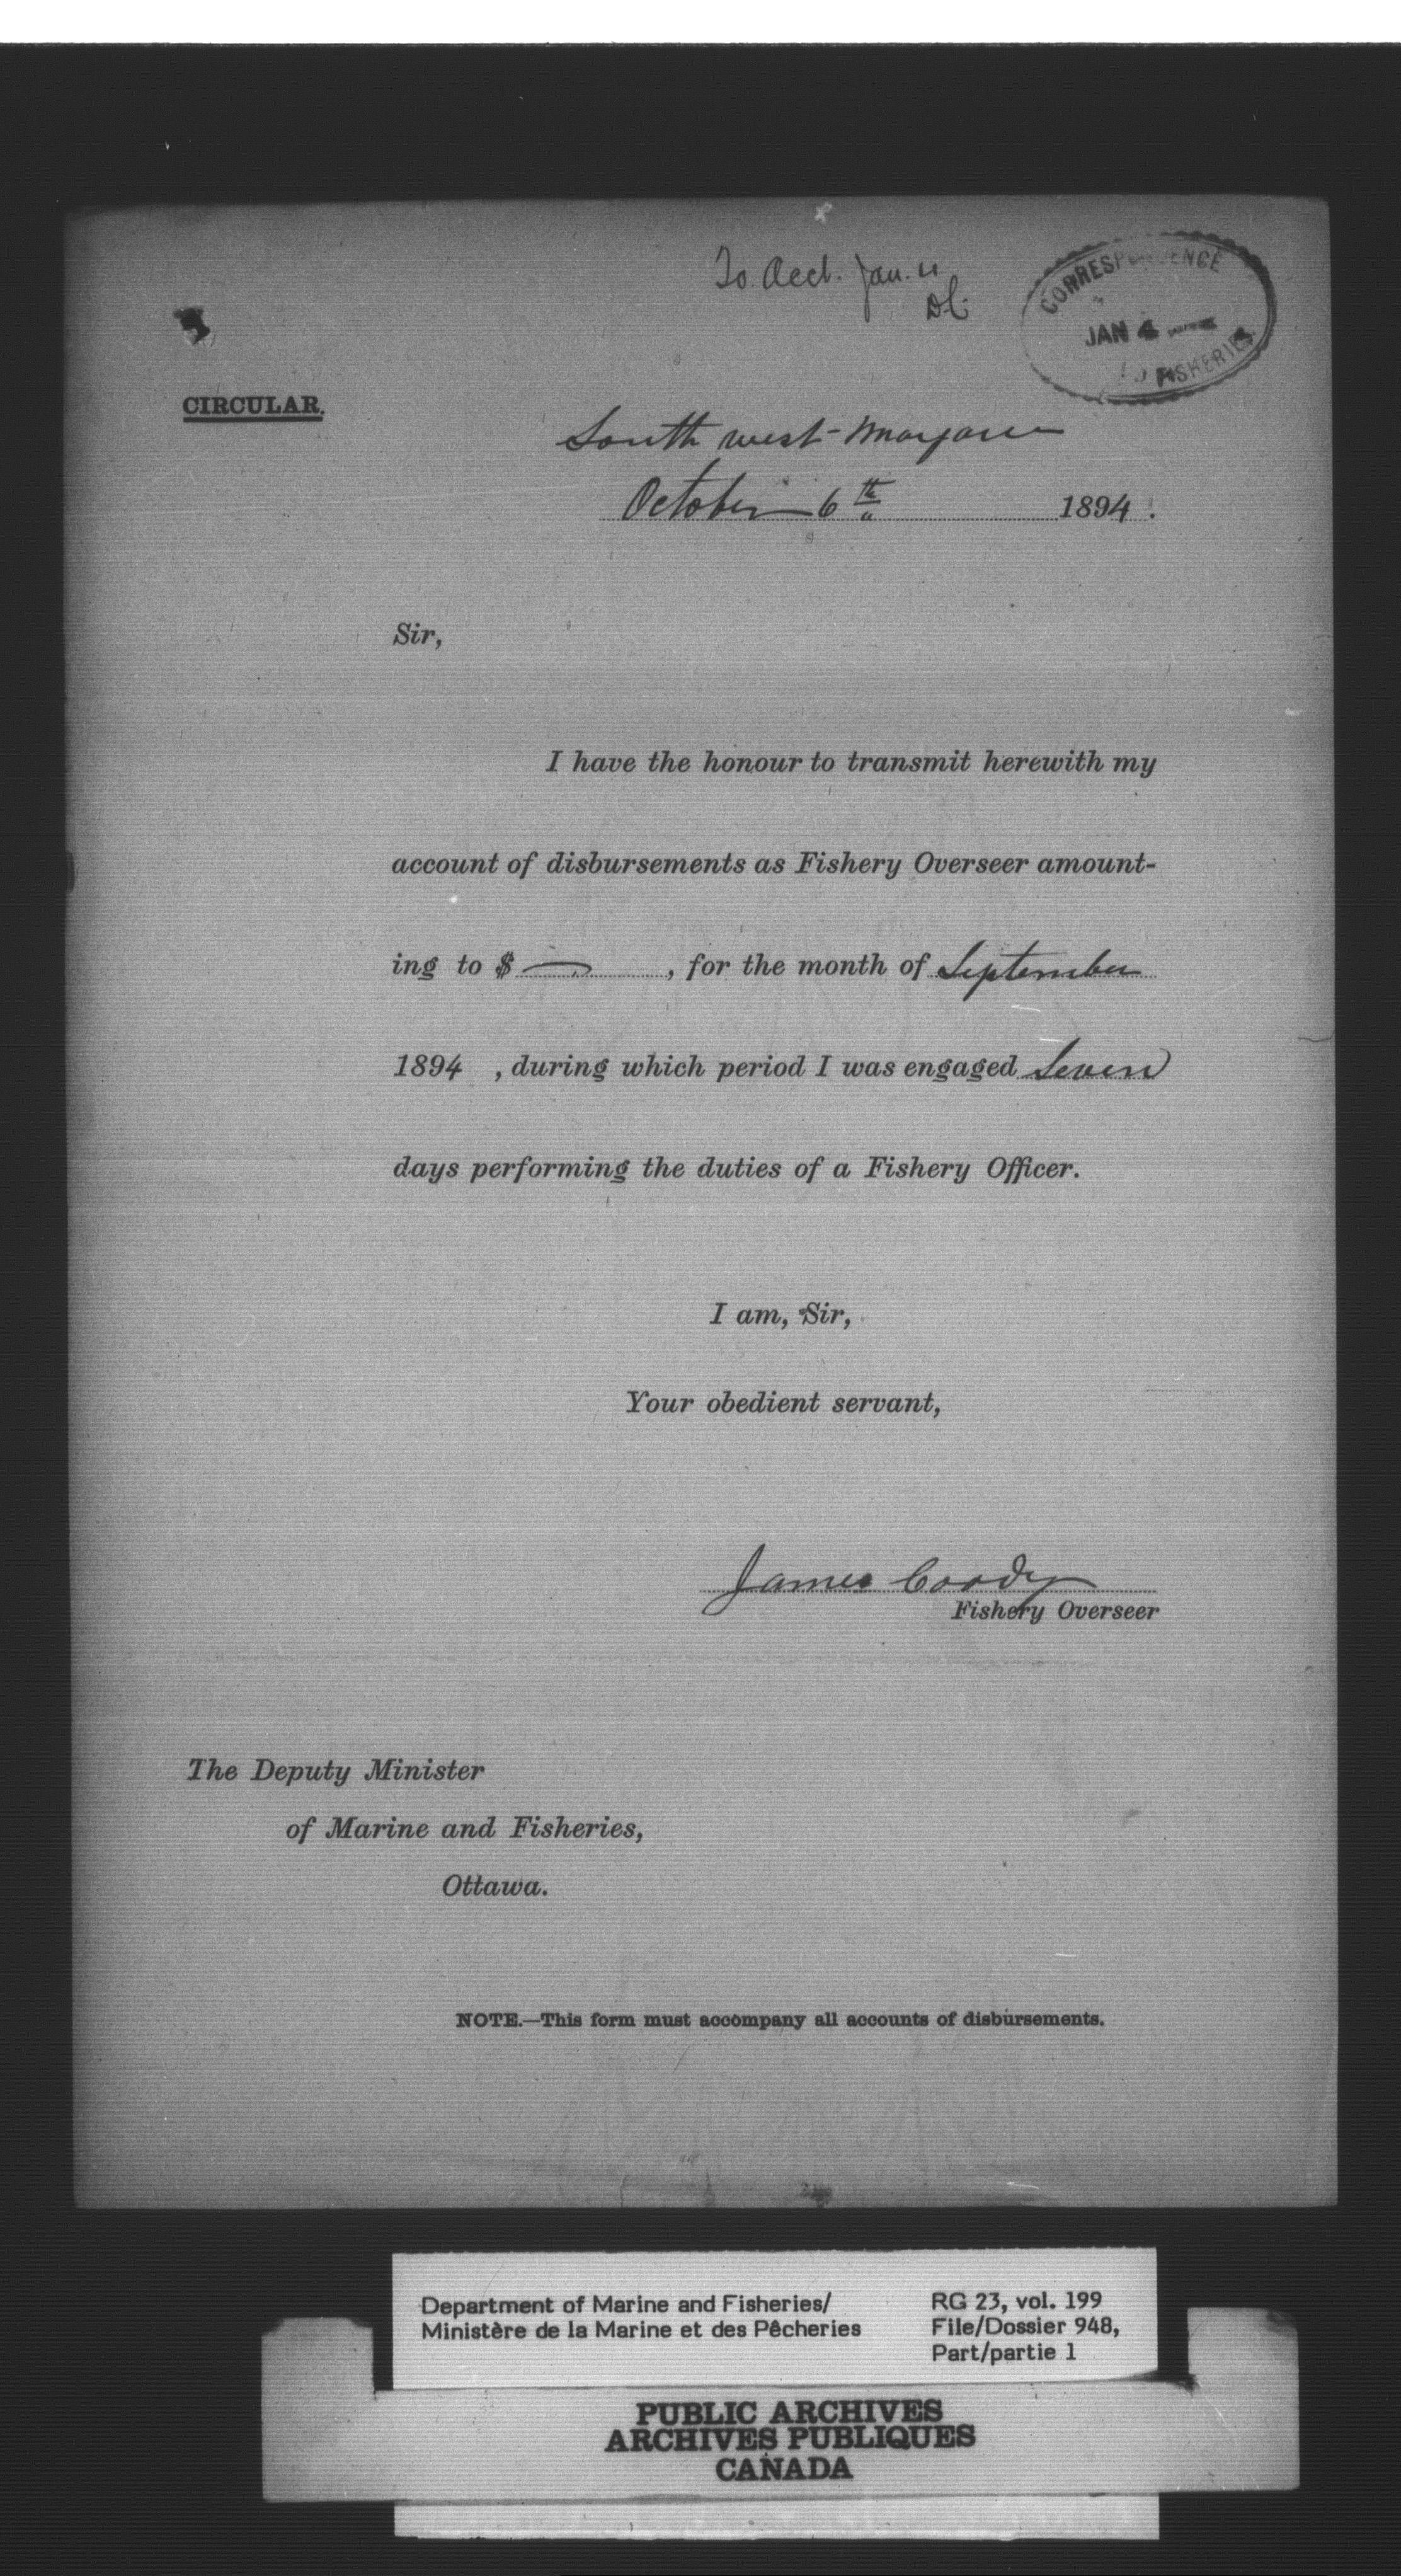 To Acct. Jan. 4
CORRESPONDENCE
JAN 4
FISHERIES.
CIRCULAR.
South west Margaree
October 6th 1894.
Sir,
I have the honour to transmit herewith my
account of disbursements as Fishery Overseer amount-
ing to $ — , for the month of September
1894 , during which period I was engaged Seven
days performing the duties of a Fishery Officer.
I am, Sir,
Your obedient servant,
James Coady
Fishery Overseer
The Deputy Minister
of Marine and Fisheries,
Ottawa.
NOTE.—This form must accompany all accounts of disbursements.
Department of Marine and Fisheries/
Ministère de la Marine et des Pêcheries
RG 23, vol. 199
File/Dossier 948,
Part/partie 1
PUBLIC ARCHIVES
ARCHIVES PUBLIQUES
CANADA